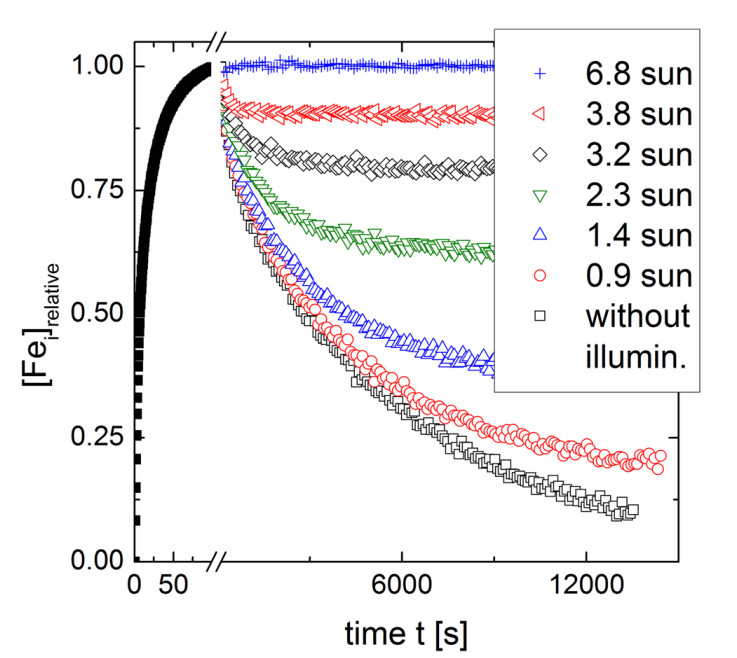 1.00
0.75
0.50
0.25
0.00
[Fei]relative
0 50 6000 12000
time t [s]
6.8 sun
3.8 sun
3.2 sun
2.3 sun
1.4 sun
0.9 sun
without
illumin.